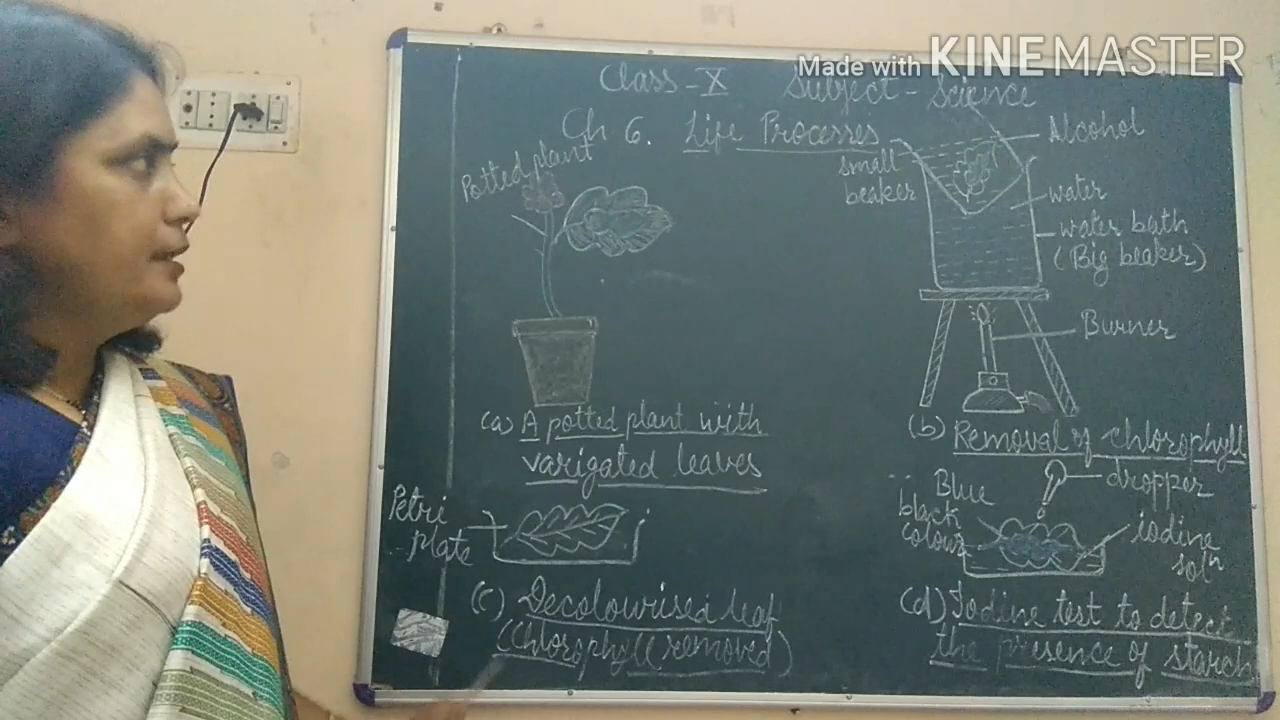 Made with KINEMASTER
Class-X Subject - Science
Ch 6. Life Processes
Potted plant
small
beaker
Alcohol
water
water bath
(Big beaker)
Burner
(a) A potted plant with
varigated leaves
(b) Removal of chlorophyll
Petri
plate
Blue
black
colour
dropper
iodine
solⁿ
(c) Decolourised leaf
(Chlorophyll removed)
(d) Iodine test to detect
the presence of starch